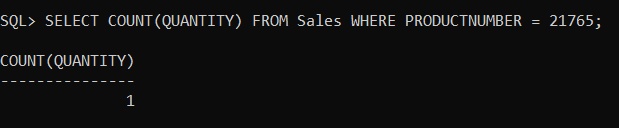 SQL> SELECT COUNT(QUANTITY) FROM Sales WHERE PRODUCTNUMBER = 21765;
COUNT(QUANTITY)
---------------
1